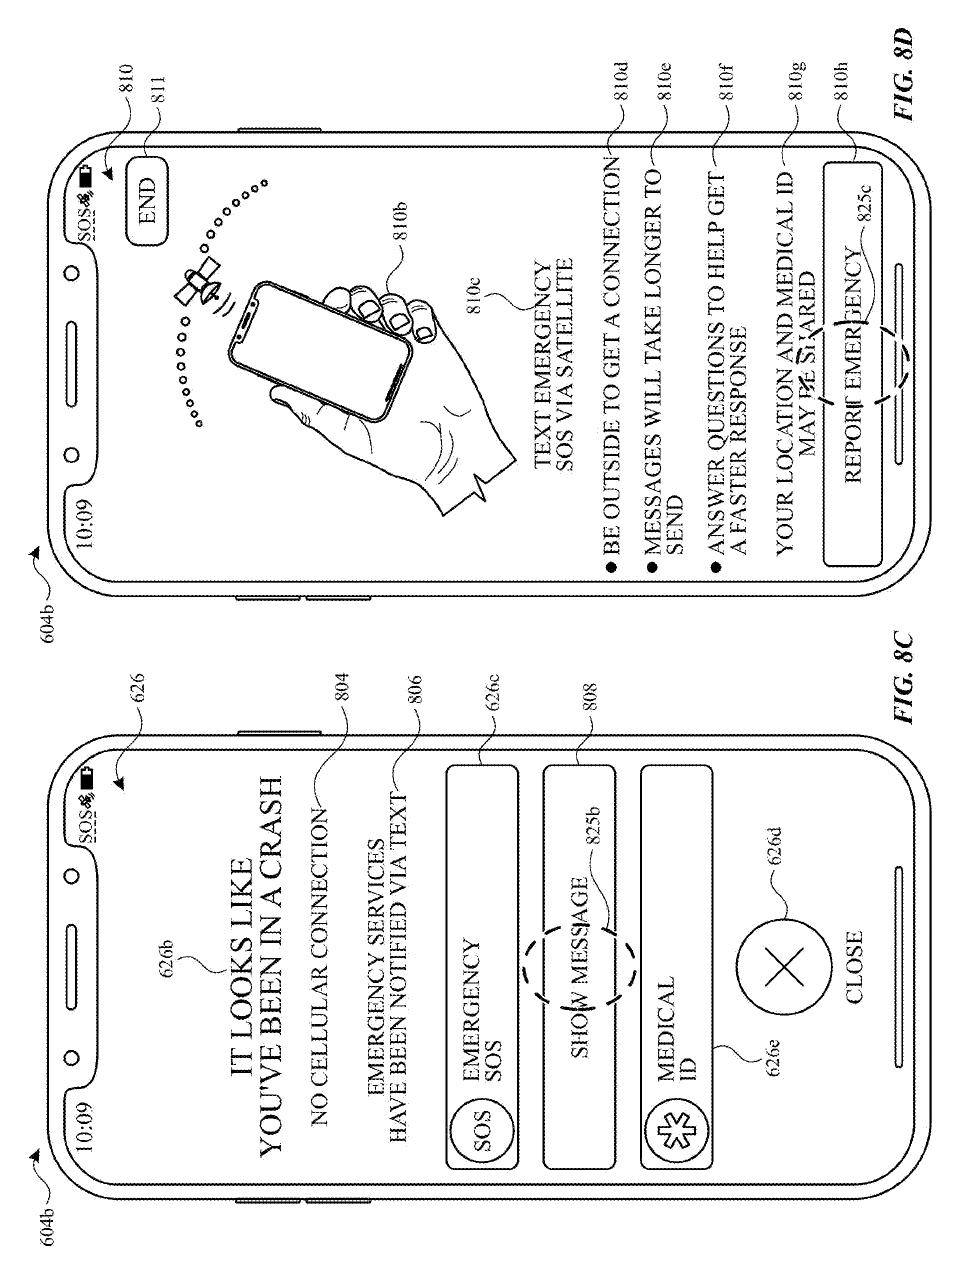 604b
626
10:09
SOS
626b
IT LOOKS LIKE
YOU'VE BEEN IN A CRASH
NO CELLULAR CONNECTION
804
EMERGENCY SERVICES
HAVE BEEN NOTIFIED VIA TEXT
806
SOS
EMERGENCY
SOS
626c
SHOW MESSAGE
808
825b
MEDICAL
ID
626e
626d
CLOSE
FIG. 8C
604b
810
10:09
SOS
END
811
810b
810c
TEXT EMERGENCY
SOS VIA SATELLITE
● BE OUTSIDE TO GET A CONNECTION
810d
● MESSAGES WILL TAKE LONGER TO
SEND
810e
● ANSWER QUESTIONS TO HELP GET
A FASTER RESPONSE
810f
YOUR LOCATION AND MEDICAL ID
MAY BE SHARED
810g
REPORT EMERGENCY
810h
825c
FIG. 8D